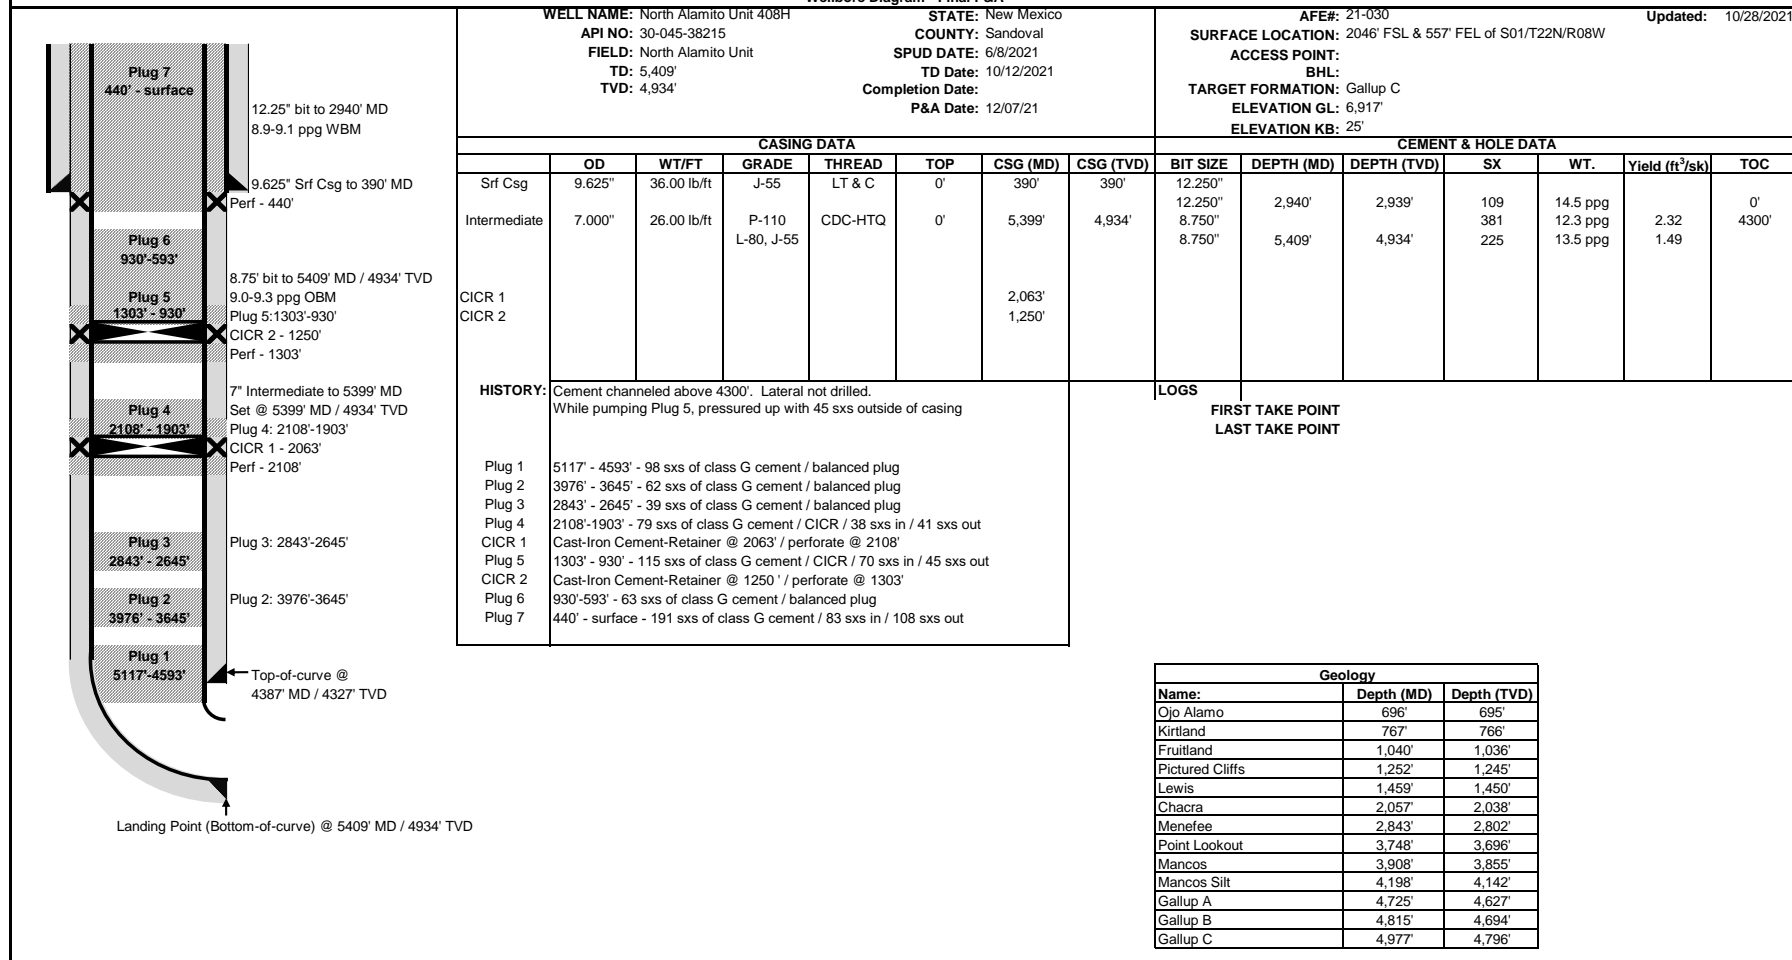 WELL NAME: North Alamito Unit 408H STATE: New Mexico AFE#: 21-030 Updated: 10/28/2021
API NO: 30-045-38215 COUNTY: Sandoval SURFACE LOCATION: 2046' FSL & 557' FEL of S01/T22N/R08W
FIELD: North Alamito Unit SPUD DATE: 6/8/2021 ACCESS POINT:
TD: 5,409' TD Date: 10/12/2021 BHL:
TVD: 4,934' Completion Date: TARGET FORMATION: Gallup C
P&A Date: 12/07/21 ELEVATION GL: 6,917'
ELEVATION KB: 25'
Plug 7
440' - surface
12.25" bit to 2940' MD
8.9-9.1 ppg WBM
9.625" Srf Csg to 390' MD
Perf - 440'
Plug 6
930'-593'
8.75' bit to 5409' MD / 4934' TVD
9.0-9.3 ppg OBM
Plug 5
1303' - 930'
Plug 5:1303'-930'
CICR 2 - 1250'
Perf - 1303'
7" Intermediate to 5399' MD
Set @ 5399' MD / 4934' TVD
Plug 4
2108' - 1903'
Plug 4: 2108'-1903'
CICR 1 - 2063'
Perf - 2108'
Plug 3
2843' - 2645'
Plug 3: 2843'-2645'
Plug 2
3976' - 3645'
Plug 2: 3976'-3645'
Plug 1
5117'-4593'
Top-of-curve @
4387' MD / 4327' TVD
Landing Point (Bottom-of-curve) @ 5409' MD / 4934' TVD
CASING DATA CEMENT & HOLE DATA
OD WT/FT GRADE THREAD TOP CSG (MD) CSG (TVD) BIT SIZE DEPTH (MD) DEPTH (TVD) SX WT. Yield (ft³/sk) TOC
Srf Csg 9.625" 36.00 lb/ft J-55 LT & C 0' 390' 390' 12.250"
12.250" 2,940' 2,939' 109 14.5 ppg 0'
Intermediate 7.000" 26.00 lb/ft P-110 CDC-HTQ 0' 5,399' 4,934' 8.750" 381 12.3 ppg 2.32 4300'
L-80, J-55 8.750" 5,409' 4,934' 225 13.5 ppg 1.49
CICR 1 2,063'
CICR 2 1,250'
HISTORY: Cement channeled above 4300'. Lateral not drilled.
While pumping Plug 5, pressured up with 45 sxs outside of casing
LOGS
FIRST TAKE POINT
LAST TAKE POINT
Plug 1 5117' - 4593' - 98 sxs of class G cement / balanced plug
Plug 2 3976' - 3645' - 62 sxs of class G cement / balanced plug
Plug 3 2843' - 2645' - 39 sxs of class G cement / balanced plug
Plug 4 2108'-1903' - 79 sxs of class G cement / CICR / 38 sxs in / 41 sxs out
CICR 1 Cast-Iron Cement-Retainer @ 2063' / perforate @ 2108'
Plug 5 1303' - 930' - 115 sxs of class G cement / CICR / 70 sxs in / 45 sxs out
CICR 2 Cast-Iron Cement-Retainer @ 1250 ' / perforate @ 1303'
Plug 6 930'-593' - 63 sxs of class G cement / balanced plug
Plug 7 440' - surface - 191 sxs of class G cement / 83 sxs in / 108 sxs out
Geology
Name: Depth (MD) Depth (TVD)
Ojo Alamo 696' 695'
Kirtland 767' 766'
Fruitland 1,040' 1,036'
Pictured Cliffs 1,252' 1,245'
Lewis 1,459' 1,450'
Chacra 2,057' 2,038'
Menefee 2,843' 2,802'
Point Lookout 3,748' 3,696'
Mancos 3,908' 3,855'
Mancos Silt 4,198' 4,142'
Gallup A 4,725' 4,627'
Gallup B 4,815' 4,694'
Gallup C 4,977' 4,796'